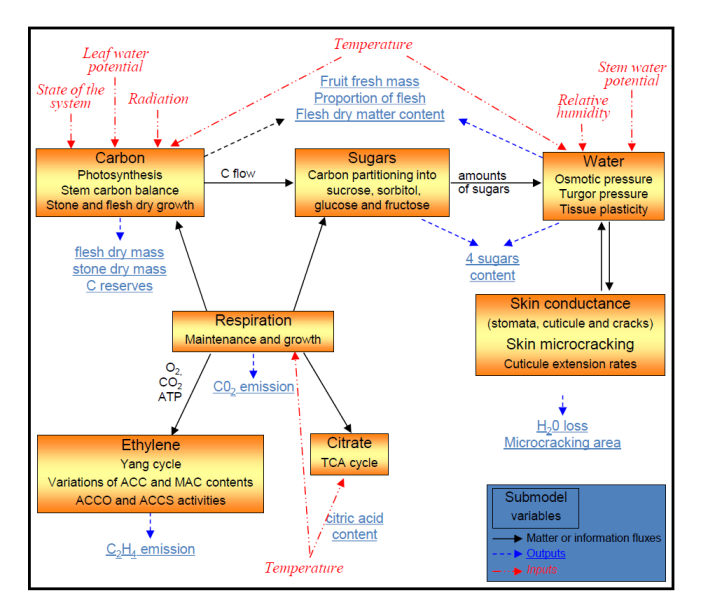 Temperature
Leaf water
potential
State of the
system
Radiation
Fruit fresh mass
Proportion of flesh
Flesh dry matter content
Stem water
potential
Relative
humidity
Carbon
Photosynthesis
Stem carbon balance
Stone and flesh dry growth
C flow
Sugars
Carbon partitioning into
sucrose, sorbitol,
glucose and fructose
amounts
of sugars
Water
Osmotic pressure
Turgor pressure
Tissue plasticity
flesh dry mass
stone dry mass
C reserves
4 sugars
content
Respiration
Maintenance and growth
Skin conductance
(stomata, cuticule and cracks)
Skin microcracking
Cuticule extension rates
O₂,
CO₂
ATP
C0₂ emission
H₂0 loss
Microcracking area
Ethylene
Yang cycle
Variations of ACC and MAC contents
ACCO and ACCS activities
Citrate
TCA cycle
citric acid
content
C₂H₄ emission
Temperature
Submodel
variables
Matter or information fluxes
Outputs
Inputs